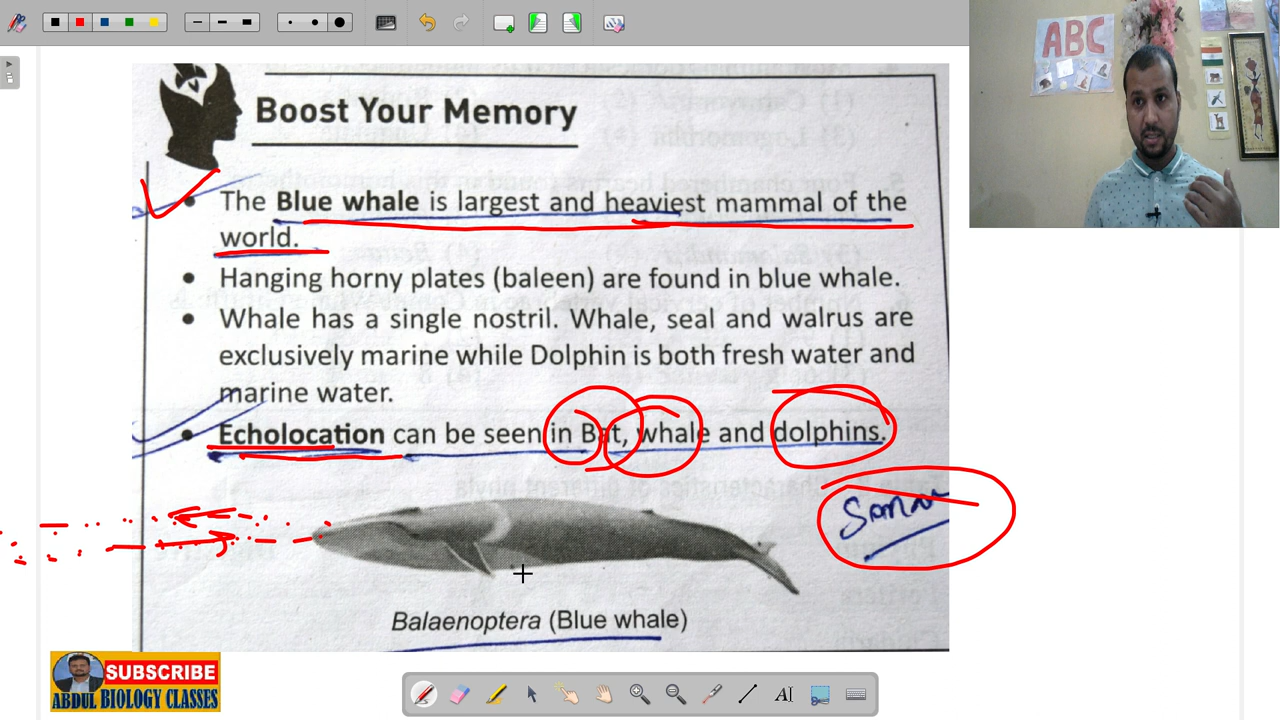 ABC
Boost Your Memory
• The Blue whale is largest and heaviest mammal of the
world.
• Hanging horny plates (baleen) are found in blue whale.
• Whale has a single nostril. Whale, seal and walrus are
exclusively marine while Dolphin is both fresh water and
marine water.
• Echolocation can be seen in Bat, whale and dolphins.
Balaenoptera (Blue whale)
SUBSCRIBE
ABDUL BIOLOGY CLASSES
AI